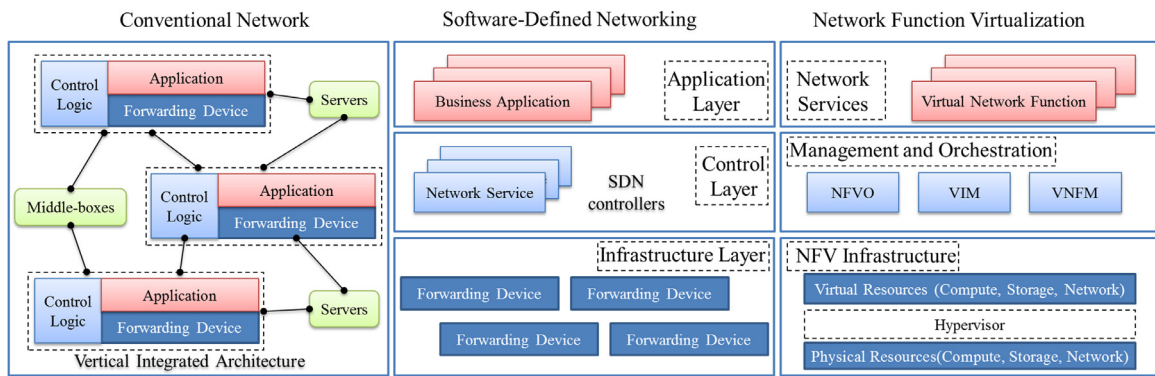 Conventional Network
Control
Logic
Application
Forwarding Device
Servers
Middle-boxes
Control
Logic
Application
Forwarding Device
Control
Logic
Application
Forwarding Device
Servers
Vertical Integrated Architecture
Software-Defined Networking
Business Application
Application
Layer
Network Service
SDN
controllers
Control
Layer
Infrastructure Layer
Forwarding Device
Forwarding Device
Forwarding Device
Forwarding Device
Network Function Virtualization
Network
Services
Virtual Network Function
Management and Orchestration
NFVO
VIM
VNFM
NFV Infrastructure
Virtual Resources (Compute, Storage, Network)
Hypervisor
Physical Resources(Compute, Storage, Network)